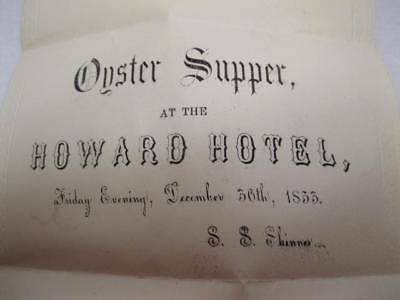 Oyster Supper,
AT THE
HOWARD HOTEL,
Friday Evening, December 30th, 1853.
S. S. Skinner